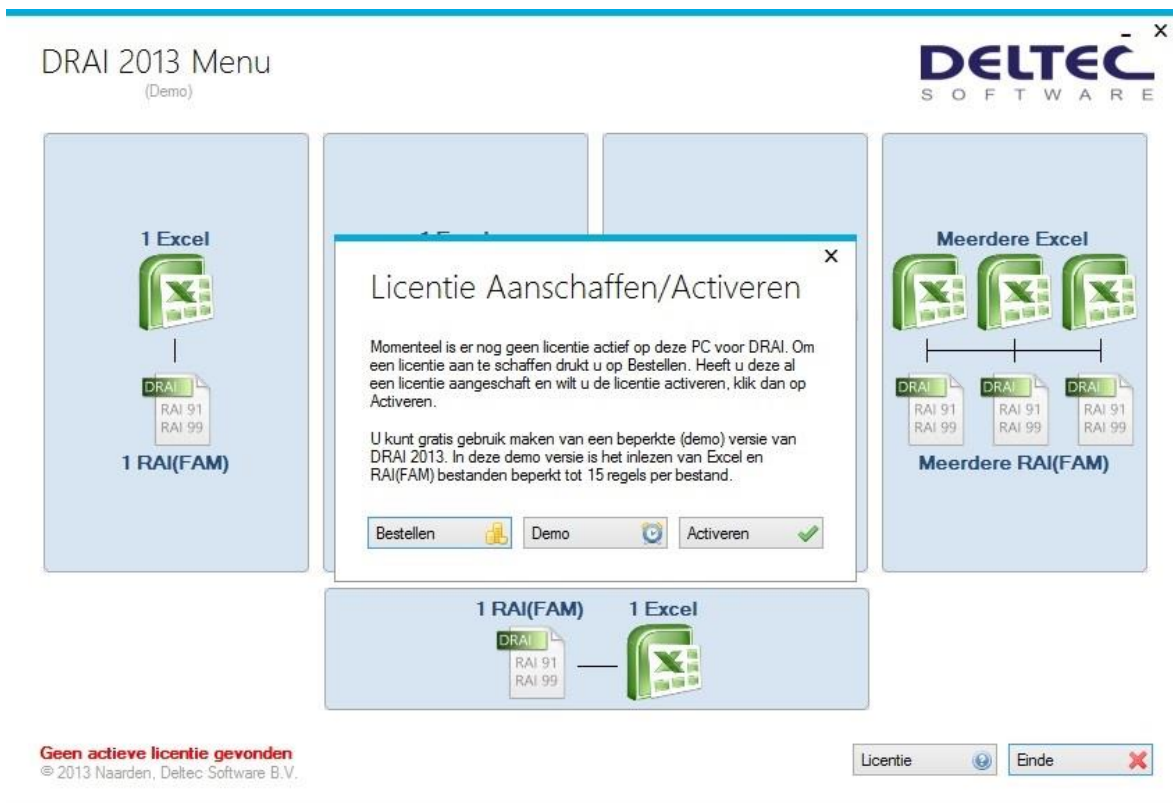 DRAI 2013 Menu
(Demo)
DELTEC
SOFTWARE
1 Excel
DRAI
RAI 91
RAI 99
1 RAI(FAM)
Meerdere Excel
DRAI DRAI DRAI
RAI 91 RAI 91 RAI 91
RAI 99 RAI 99 RAI 99
Meerdere RAI(FAM)
Licentie Aanschaffen/Activeren
Momenteel is er nog geen licentie actief op deze PC voor DRAI. Om
een licentie aan te schaffen drukt u op Bestellen. Heeft u deze al
een licentie aangeschaft en wilt u de licentie activeren, klik dan op
Activeren.
U kunt gratis gebruik maken van een beperkte (demo) versie van
DRAI 2013. In deze demo versie is het inlezen van Excel en
RAI(FAM) bestanden beperkt tot 15 regels per bestand.
Bestellen Demo Activeren
1 RAI(FAM) 1 Excel
DRAI
RAI 91
RAI 99
Geen actieve licentie gevonden
© 2013 Naarden, Deltec Software B.V.
Licentie Einde